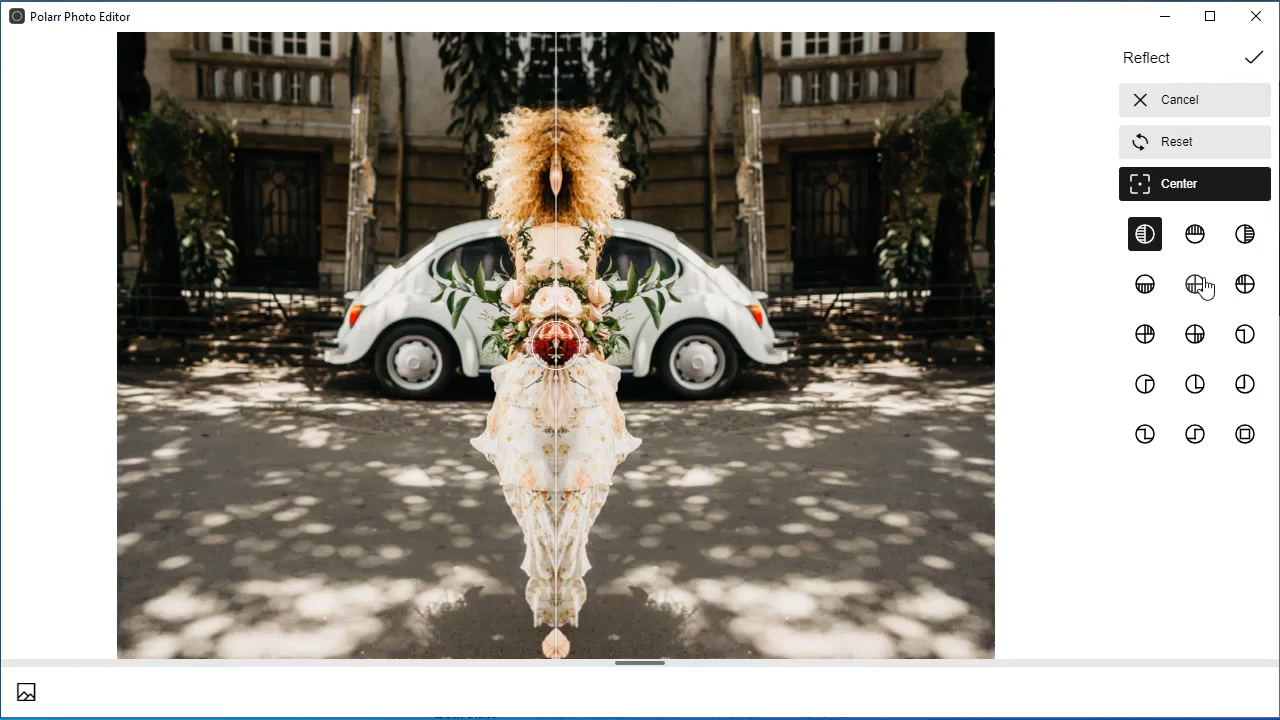 Polarr Photo Editor
Reflect
Cancel
Reset
Center